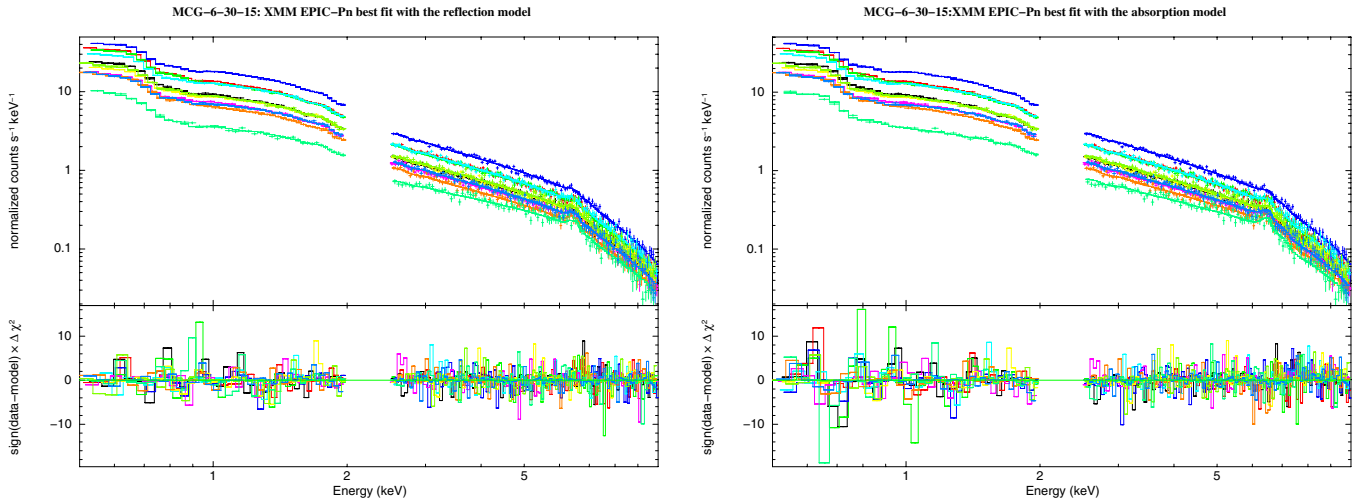 MCG−6−30−15: XMM EPIC−Pn best fit with the reflection model
normalized counts s⁻¹ keV⁻¹
10
1
0.1
sign(data−model) × Δ χ²
10
0
−10
1
2
5
Energy (keV)
MCG−6−30−15:XMM EPIC−Pn best fit with the absorption model
normalized counts s⁻¹ keV⁻¹
10
1
0.1
sign(data−model) × Δ χ²
10
0
−10
1
2
5
Energy (keV)